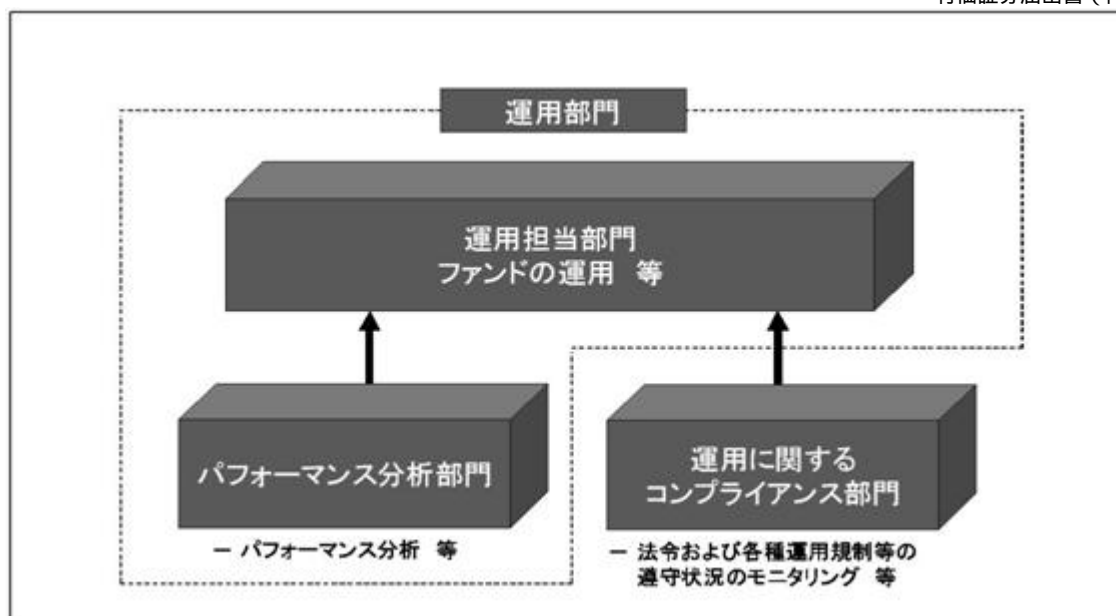 運用部門
運用担当部門
ファンドの運用 等
パフォーマンス分析部門
－ パフォーマンス分析 等
運用に関する
コンプライアンス部門
－ 法令および各種運用規制等の
遵守状況のモニタリング 等